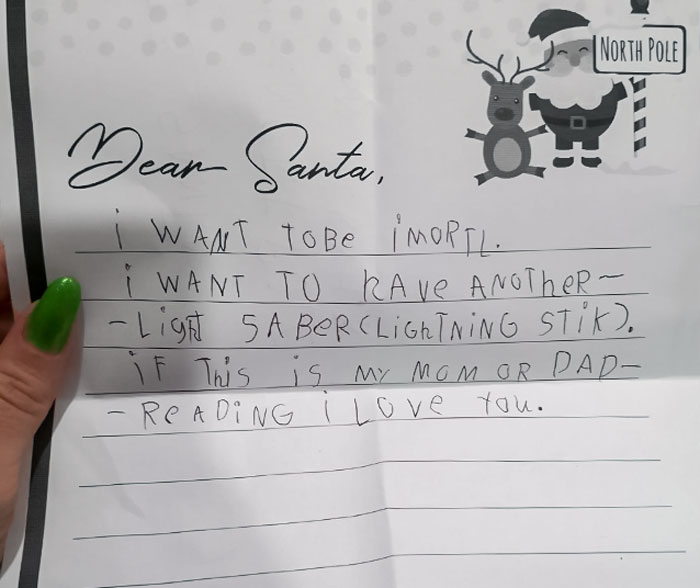 NORTH POLE
Dear Santa,
i WANT TOBe iMORTL.
i WANT TO hAve ANOTheR-
-LighT SABeR (LighTNiNG STiK).
iF This is MY MOM OR DAD-
-ReADiNG i LOVe You.